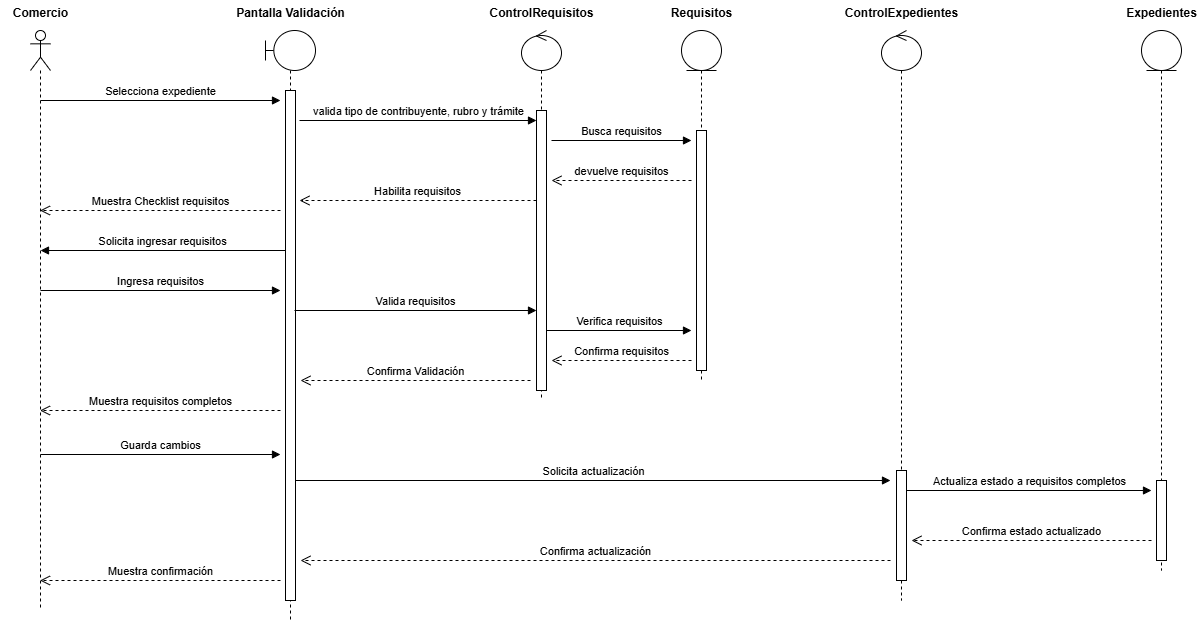 Comercio
Pantalla Validación
ControlRequisitos
Requisitos
ControlExpedientes
Expedientes
Selecciona expediente
valida tipo de contribuyente, rubro y trámite
Busca requisitos
devuelve requisitos
Habilita requisitos
Muestra Checklist requisitos
Solicita ingresar requisitos
Ingresa requisitos
Valida requisitos
Verifica requisitos
Confirma requisitos
Confirma Validación
Muestra requisitos completos
Guarda cambios
Solicita actualización
Actualiza estado a requisitos completos
Confirma estado actualizado
Confirma actualización
Muestra confirmación